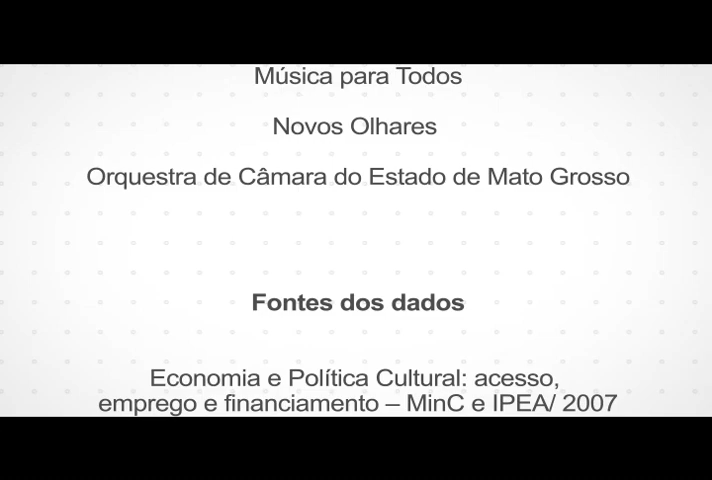 Música para Todos
Novos Olhares
Orquestra de Câmara do Estado de Mato Grosso
Fontes dos dados
Economia e Política Cultural: acesso,
emprego e financiamento – MinC e IPEA/ 2007